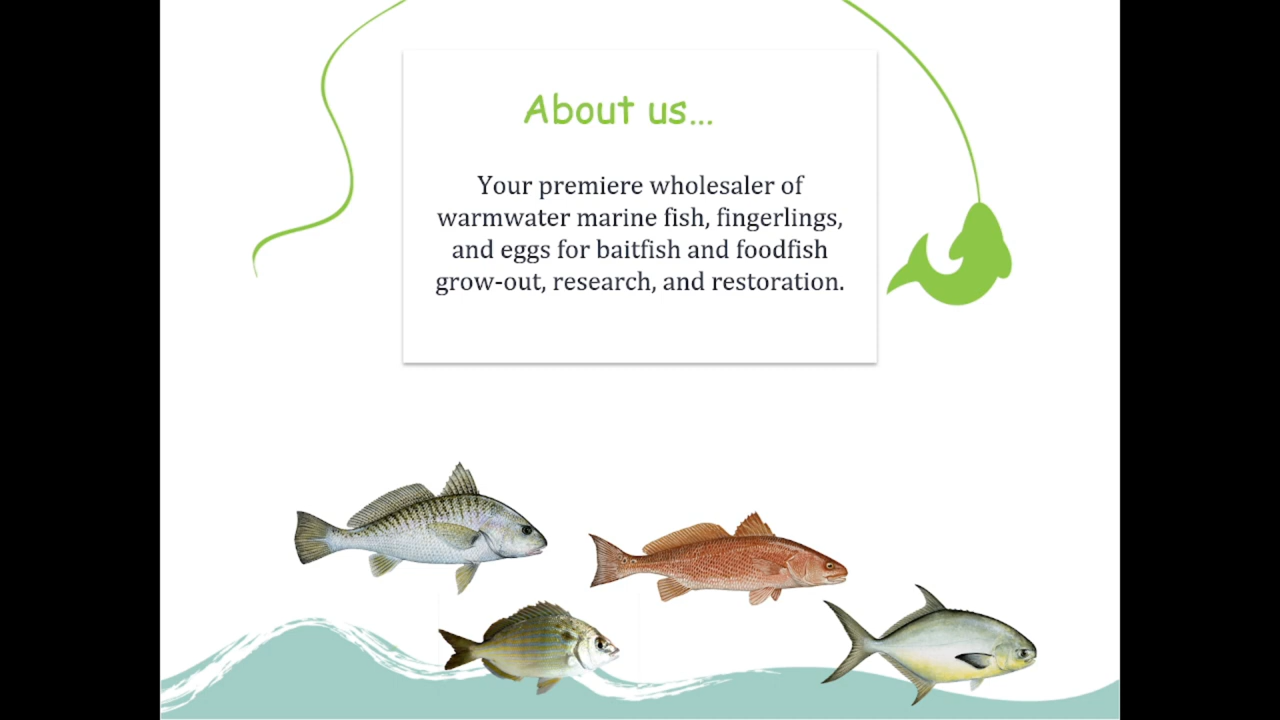 About us...
Your premiere wholesaler of
warmwater marine fish, fingerlings,
and eggs for baitfish and foodfish
grow-out, research, and restoration.